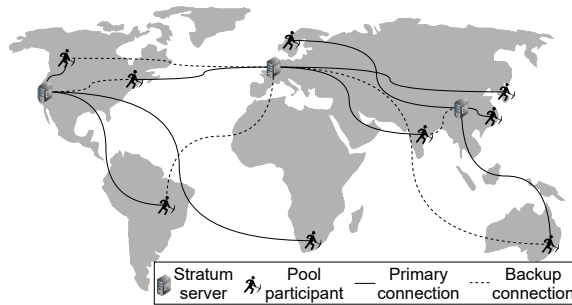 Stratum
server
Pool
participant
Primary
connection
Backup
connection